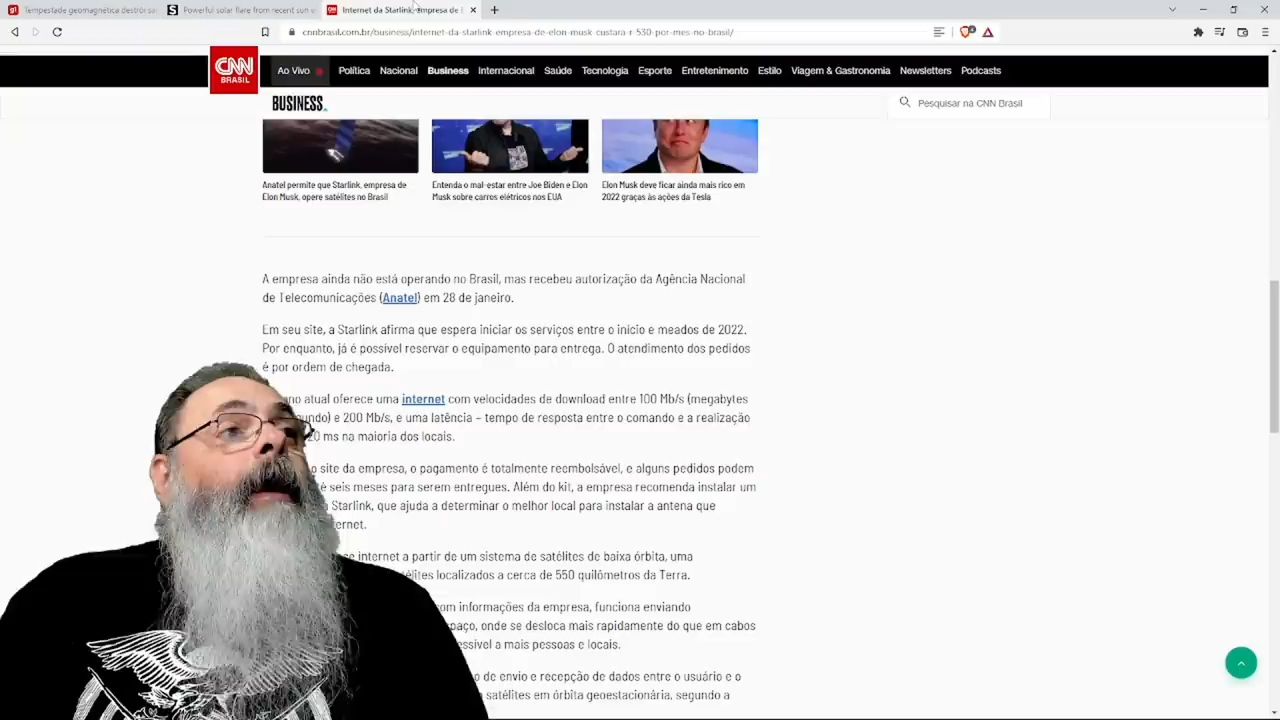 Tempestade geomagnética destrói sa
Powerful solar flare from recent sun e
Internet da Starlink, empresa de
cnnbrasil.com.br/business/internet-da-starlink-empresa-de-elon-musk-custara-r-530-por-mes-no-brasil/
CNN
BRASIL
Ao Vivo
Política
Nacional
Business
Internacional
Saúde
Tecnologia
Esporte
Entretenimento
Estilo
Viagem & Gastronomia
Newsletters
Podcasts
BUSINESS.
Pesquisar na CNN Brasil
Anatel permite que Starlink, empresa de
Elon Musk, opere satélites no Brasil
Entenda o mal-estar entre Joe Biden e Elon
Musk sobre carros elétricos nos EUA
Elon Musk deve ficar ainda mais rico em
2022 graças às ações da Tesla
A empresa ainda não está operando no Brasil, mas recebeu autorização da Agência Nacional
de Telecomunicações (Anatel) em 28 de janeiro.
Em seu site, a Starlink afirma que espera iniciar os serviços entre o início e meados de 2022.
Por enquanto, já é possível reservar o equipamento para entrega. O atendimento dos pedidos
é por ordem de chegada.
ano atual oferece uma internet com velocidades de download entre 100 Mb/s (megabytes
undo) e 200 Mb/s, e uma latência – tempo de resposta entre o comando e a realização
20 ms na maioria dos locais.
o site da empresa, o pagamento é totalmente reembolsável, e alguns pedidos podem
é seis meses para serem entregues. Além do kit, a empresa recomenda instalar um
Starlink, que ajuda a determinar o melhor local para instalar a antena que
ernet.
se internet a partir de um sistema de satélites de baixa órbita, uma
télites localizados a cerca de 550 quilômetros da Terra.
om informações da empresa, funciona enviando
paço, onde se desloca mais rapidamente do que em cabos
essível a mais pessoas e locais.
o de envio e recepção de dados entre o usuário e o
satélites em órbita geoestacionária, segundo a